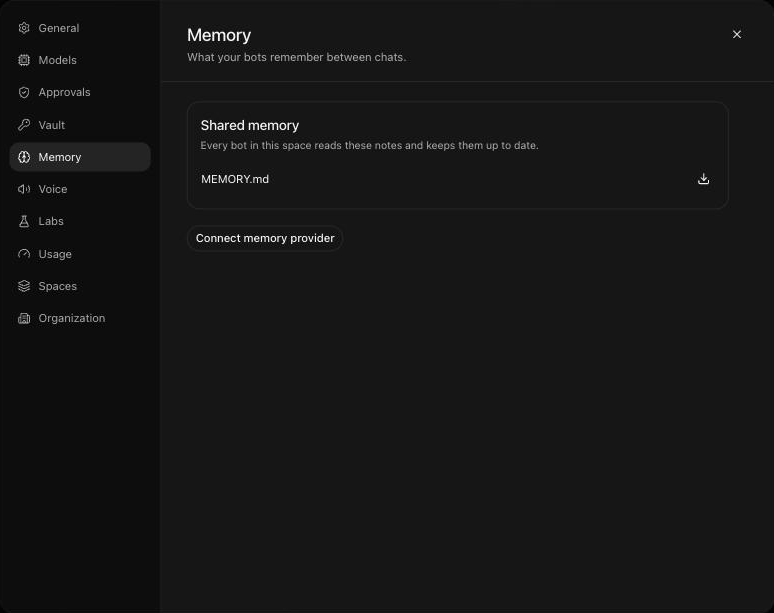 General
Models
Approvals
Vault
Memory
Voice
Labs
Usage
Spaces
Organization
Memory
What your bots remember between chats.
Shared memory
Every bot in this space reads these notes and keeps them up to date.
MEMORY.md
Connect memory provider